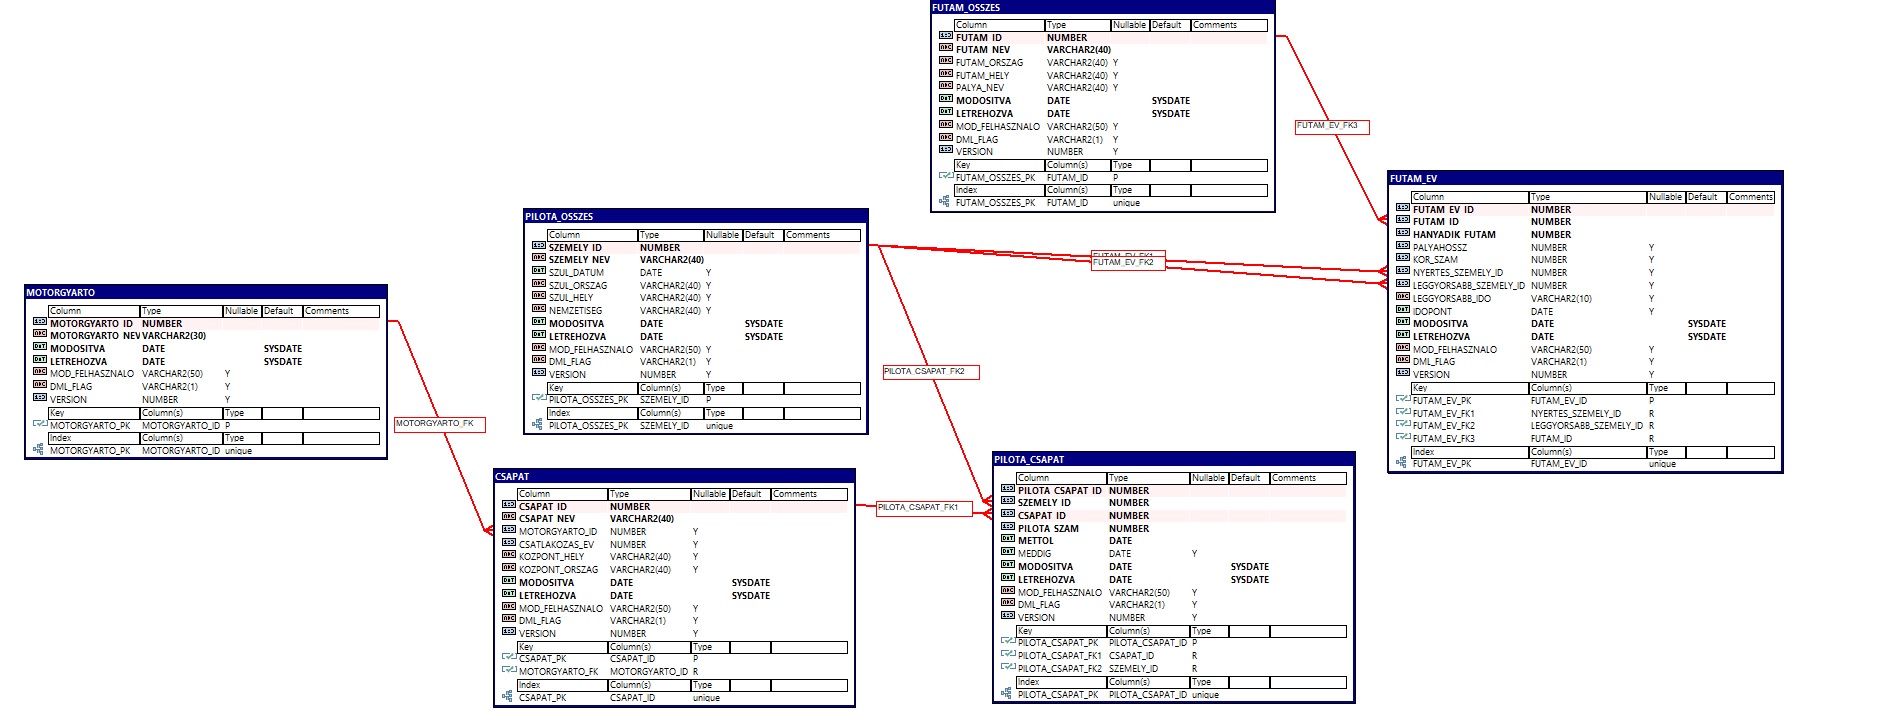 FUTAM_OSSZES
Column Type Nullable Default Comments
FUTAM_ID NUMBER
FUTAM_NEV VARCHAR2(40)
FUTAM_ORSZAG VARCHAR2(40) Y
FUTAM_HELY VARCHAR2(40) Y
PALYA_NEV VARCHAR2(40) Y
MODOSITVA DATE SYSDATE
LETREHOZVA DATE SYSDATE
MOD_FELHASZNALO VARCHAR2(50) Y
DML_FLAG VARCHAR2(1) Y
VERSION NUMBER Y
Key Column(s) Type
FUTAM_OSSZES_PK FUTAM_ID P
Index Column(s) Type
FUTAM_OSSZES_PK FUTAM_ID unique
FUTAM_EV_FK3
FUTAM_EV
Column Type Nullable Default Comments
FUTAM_EV_ID NUMBER
FUTAM_ID NUMBER
HANYADIK_FUTAM NUMBER
PALYAHOSSZ NUMBER Y
KOR_SZAM NUMBER Y
NYERTES_SZEMELY_ID NUMBER Y
LEGGYORSABB_SZEMELY_ID NUMBER Y
LEGGYORSABB_IDO VARCHAR2(10) Y
IDOPONT DATE Y
MODOSITVA DATE SYSDATE
LETREHOZVA DATE SYSDATE
MOD_FELHASZNALO VARCHAR2(50) Y
DML_FLAG VARCHAR2(1) Y
VERSION NUMBER Y
Key Column(s) Type
FUTAM_EV_PK FUTAM_EV_ID P
FUTAM_EV_FK1 NYERTES_SZEMELY_ID R
FUTAM_EV_FK2 LEGGYORSABB_SZEMELY_ID R
FUTAM_EV_FK3 FUTAM_ID R
Index Column(s) Type
FUTAM_EV_PK FUTAM_EV_ID unique
PILOTA_OSSZES
Column Type Nullable Default Comments
SZEMELY_ID NUMBER
SZEMELY_NEV VARCHAR2(40)
SZUL_DATUM DATE Y
SZUL_ORSZAG VARCHAR2(40) Y
SZUL_HELY VARCHAR2(40) Y
NEMZETISEG VARCHAR2(40) Y
MODOSITVA DATE SYSDATE
LETREHOZVA DATE SYSDATE
MOD_FELHASZNALO VARCHAR2(50) Y
DML_FLAG VARCHAR2(1) Y
VERSION NUMBER Y
Key Column(s) Type
PILOTA_OSSZES_PK SZEMELY_ID P
Index Column(s) Type
PILOTA_OSSZES_PK SZEMELY_ID unique
FUTAM_EV_FK1
FUTAM_EV_FK2
MOTORGYARTO
Column Type Nullable Default Comments
MOTORGYARTO_ID NUMBER
MOTORGYARTO_NEV VARCHAR2(30)
MODOSITVA DATE SYSDATE
LETREHOZVA DATE SYSDATE
MOD_FELHASZNALO VARCHAR2(50) Y
DML_FLAG VARCHAR2(1) Y
VERSION NUMBER Y
Key Column(s) Type
MOTORGYARTO_PK MOTORGYARTO_ID P
Index Column(s) Type
MOTORGYARTO_PK MOTORGYARTO_ID unique
MOTORGYARTO_FK
PILOTA_CSAPAT_FK2
CSAPAT
Column Type Nullable Default Comments
CSAPAT_ID NUMBER
CSAPAT_NEV VARCHAR2(40)
MOTORGYARTO_ID NUMBER Y
CSATLAKOZAS_EV NUMBER Y
KOZPONT_HELY VARCHAR2(40) Y
KOZPONT_ORSZAG VARCHAR2(40) Y
MODOSITVA DATE SYSDATE
LETREHOZVA DATE SYSDATE
MOD_FELHASZNALO VARCHAR2(50) Y
DML_FLAG VARCHAR2(1) Y
VERSION NUMBER Y
Key Column(s) Type
CSAPAT_PK CSAPAT_ID P
MOTORGYARTO_FK MOTORGYARTO_ID R
Index Column(s) Type
CSAPAT_PK CSAPAT_ID unique
PILOTA_CSAPAT_FK1
PILOTA_CSAPAT
Column Type Nullable Default Comments
PILOTA_CSAPAT_ID NUMBER
SZEMELY_ID NUMBER
CSAPAT_ID NUMBER
PILOTA_SZAM NUMBER
METTOL DATE
MEDDIG DATE Y
MODOSITVA DATE SYSDATE
LETREHOZVA DATE SYSDATE
MOD_FELHASZNALO VARCHAR2(50) Y
DML_FLAG VARCHAR2(1) Y
VERSION NUMBER Y
Key Column(s) Type
PILOTA_CSAPAT_PK PILOTA_CSAPAT_ID P
PILOTA_CSAPAT_FK1 CSAPAT_ID R
PILOTA_CSAPAT_FK2 SZEMELY_ID R
Index Column(s) Type
PILOTA_CSAPAT_PK PILOTA_CSAPAT_ID unique